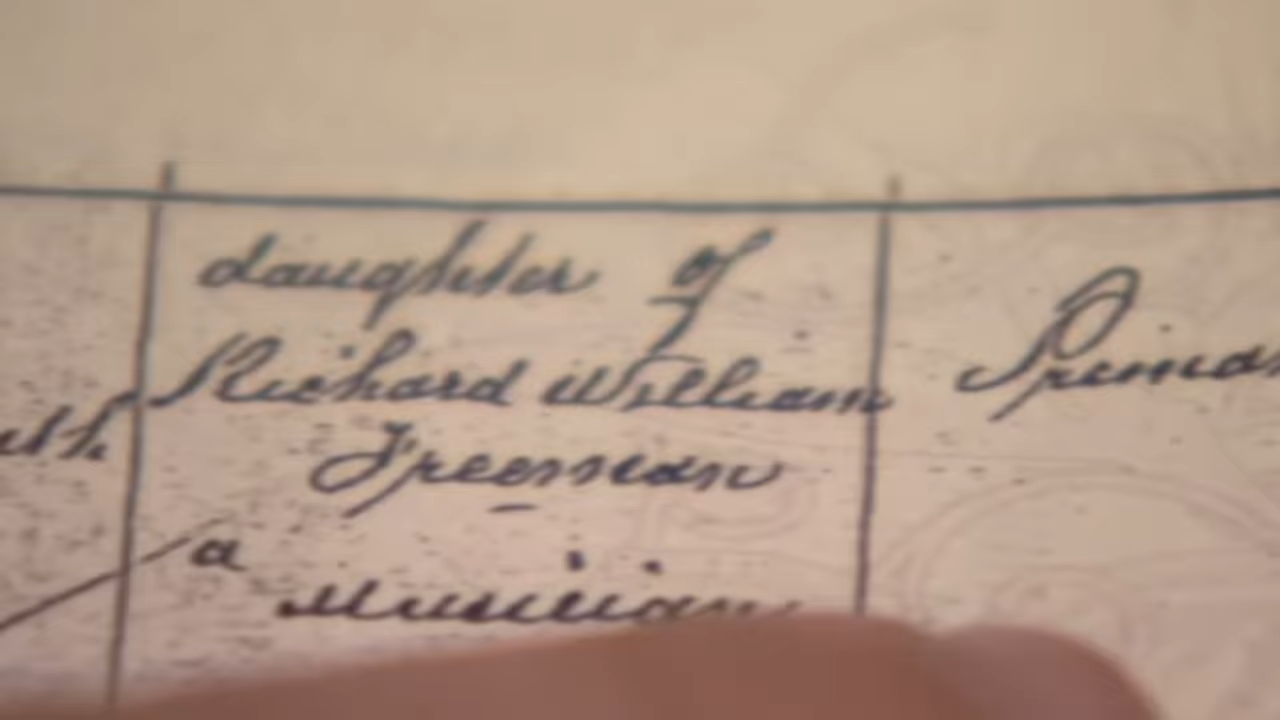 daughter of
Richard William
Freeman
a
Musician